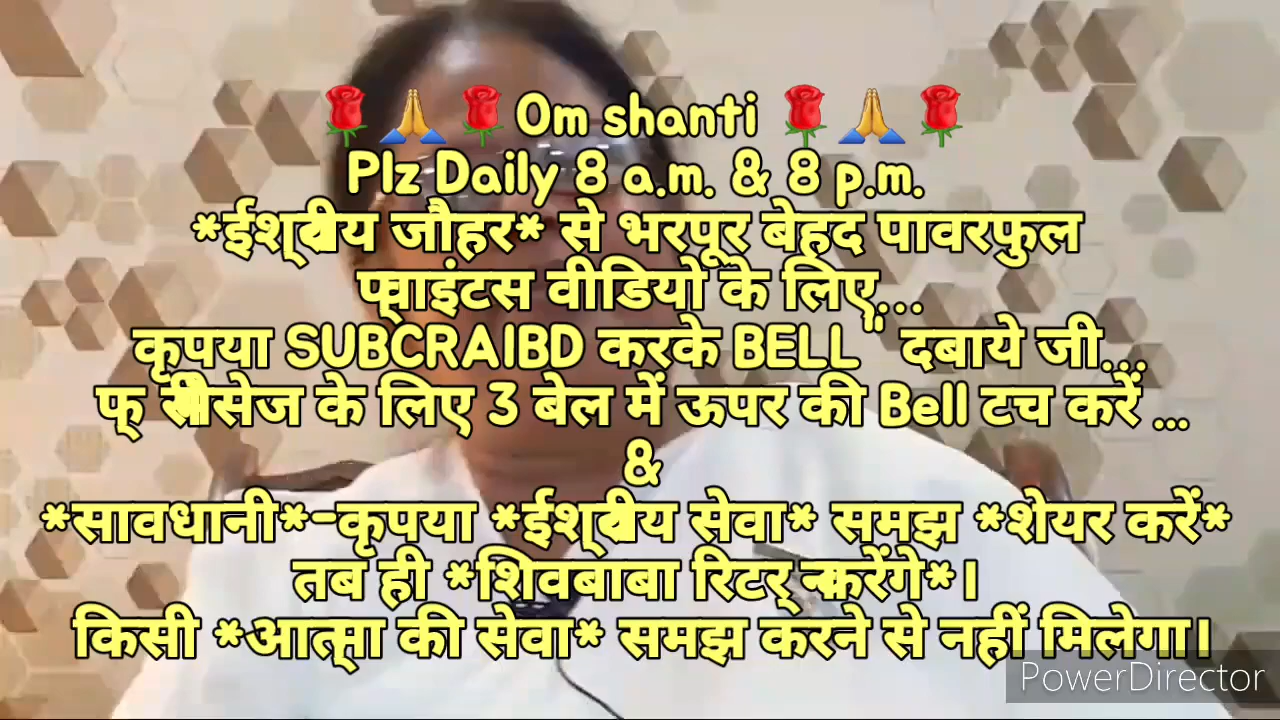 🌹🙏🌹Om shanti 🌹🙏🌹
Plz Daily 8 a.m. & 8 p.m.
*ईश्वरीय जौहर* से भरपूर बेहद पावरफुल
प्वाइंटस वीडियो के लिए...
कृपया SUBCRAIBD करके BELL" दबाये जी...
फ्री मैसेज के लिए 3 बेल में ऊपर की Bell टच करें ...
&
*सावधानी*-कृपया *ईश्वरीय सेवा* समझ *शेयर करें*
तब ही *शिवबाबा रिटर्न करेंगे*।
किसी *आत्मा की सेवा* समझ करने से नहीं मिलेगा।
PowerDirector